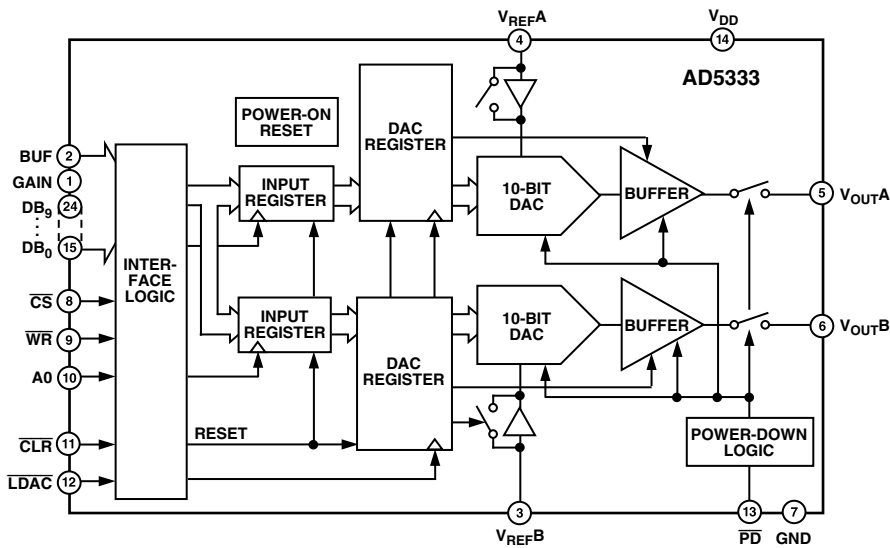 VREFA
VDD
4
14
AD5333
POWER-ON
RESET
DAC
REGISTER
BUF 2
GAIN 1
DB9 24
DB0 15
INPUT
REGISTER
10-BIT
DAC
BUFFER
5 VOUTA
INTER-
FACE
LOGIC
CS 8
WR 9
A0 10
INPUT
REGISTER
DAC
REGISTER
10-BIT
DAC
BUFFER
6 VOUTB
CLR 11
RESET
LDAC 12
POWER-DOWN
LOGIC
3
13
7
VREFB
PD
GND